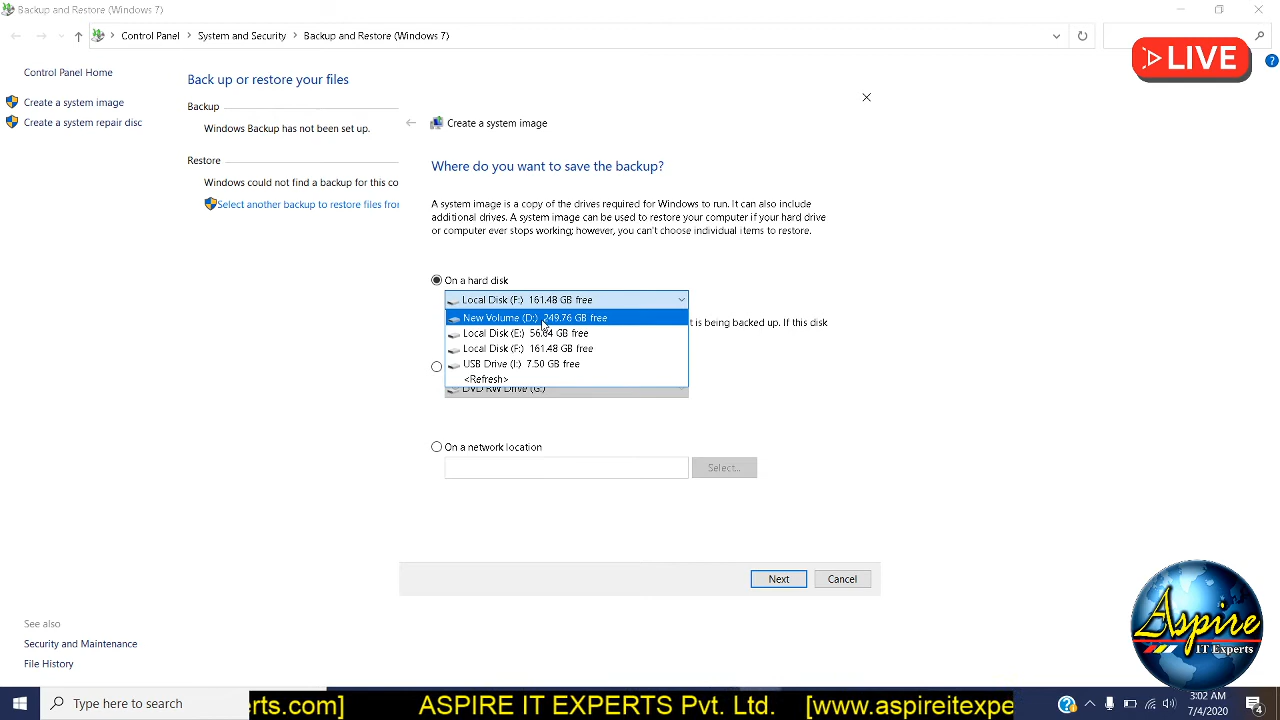 Backup and Restore (Windows 7)
Control Panel > System and Security > Backup and Restore (Windows 7)
LIVE
Control Panel Home
Create a system image
Create a system repair disc
Back up or restore your files
Backup
Windows Backup has not been set up.
Restore
Windows could not find a backup for this co
Select another backup to restore files fro
Create a system image
Where do you want to save the backup?
A system image is a copy of the drives required for Windows to run. It can also include
additional drives. A system image can be used to restore your computer if your hard drive
or computer ever stops working; however, you can't choose individual items to restore.
On a hard disk
Local Disk (F:) 161.48 GB free
New Volume (D:) 249.76 GB free
t is being backed up. If this disk
Local Disk (E:) GB free
Local Disk (F:) 161.48 GB free
USB Drive (I:) 7.50 GB free
<Refresh>
DVD RW Drive (G:)
On a network location
Select...
Next
Cancel
See also
Security and Maintenance
File History
Aspire
IT Experts
Type here to search
rts.com] ASPIRE IT EXPERTS Pvt. Ltd. [www.aspireitexpe
3:02 AM
7/4/2020